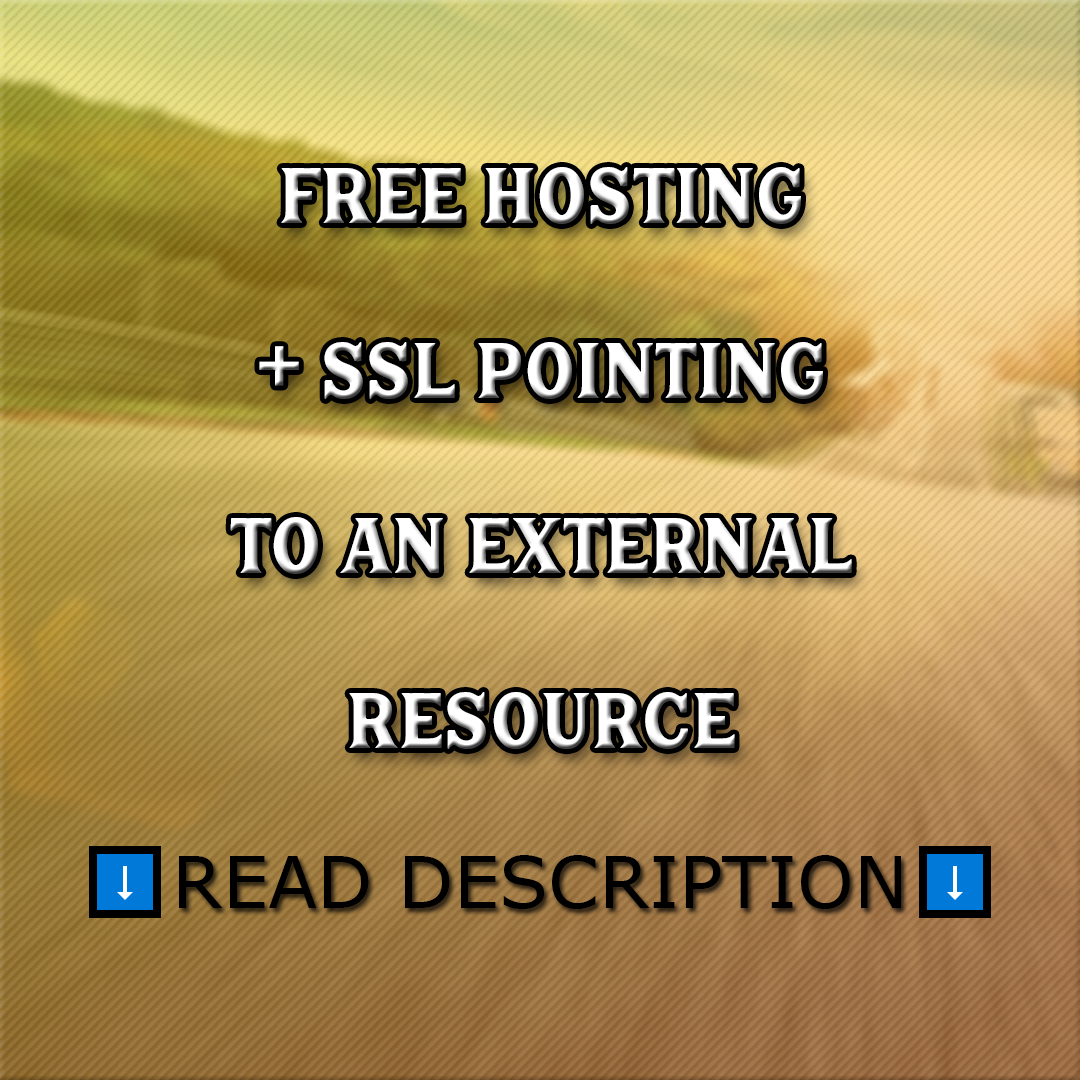 FREE HOSTING
+ SSL POINTING
TO AN EXTERNAL
RESOURCE
↓ READ DESCRIPTION ↓